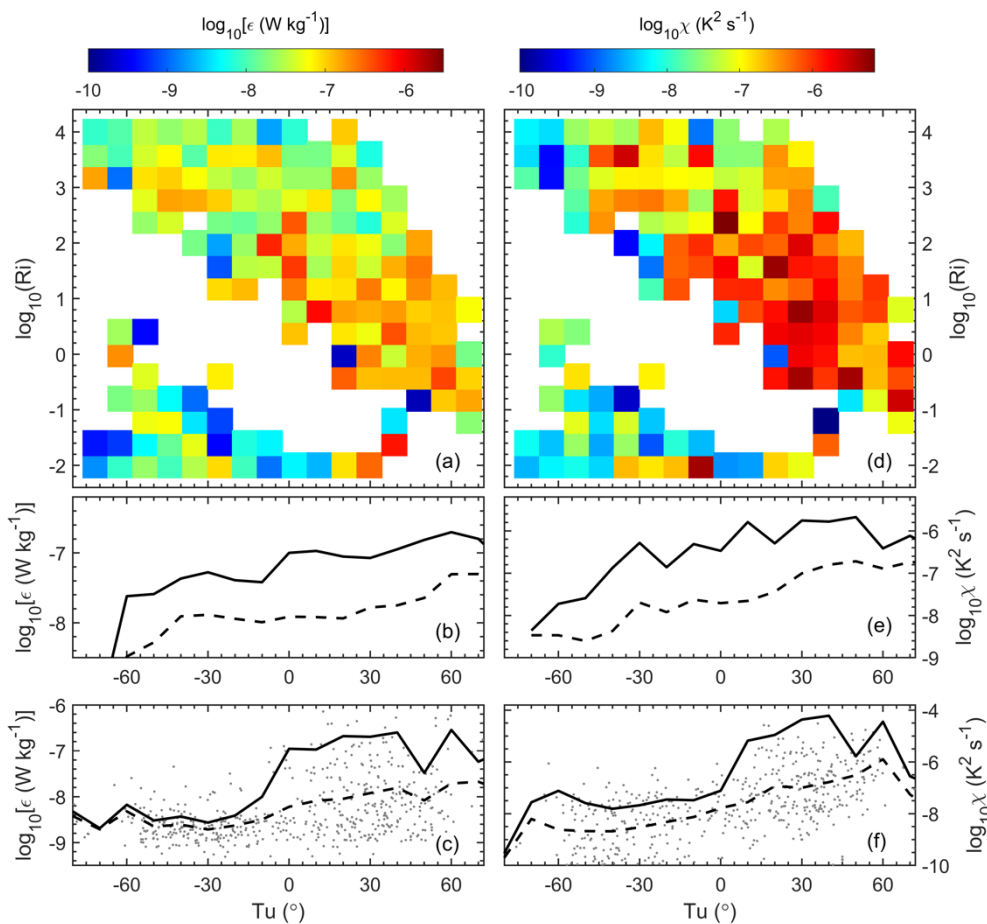 log10[ϵ (W kg-1)]
log10χ (K2 s-1)
-10 -9 -8 -7 -6
-10 -9 -8 -7 -6
4
3
2
1
0
-1
-2
log10(Ri)
(a)
4
3
2
1
0
-1
-2
log10(Ri)
(d)
-7
-8
log10[ϵ (W kg-1)]
(b)
-60 -30 0 30 60
-6
-7
-8
-9
log10χ (K2 s-1)
(e)
-60 -30 0 30 60
-6
-7
-8
-9
log10[ϵ (W kg-1)]
(c)
-60 -30 0 30 60
Tu (°)
-4
-6
-8
-10
log10χ (K2 s-1)
(f)
-60 -30 0 30 60
Tu (°)